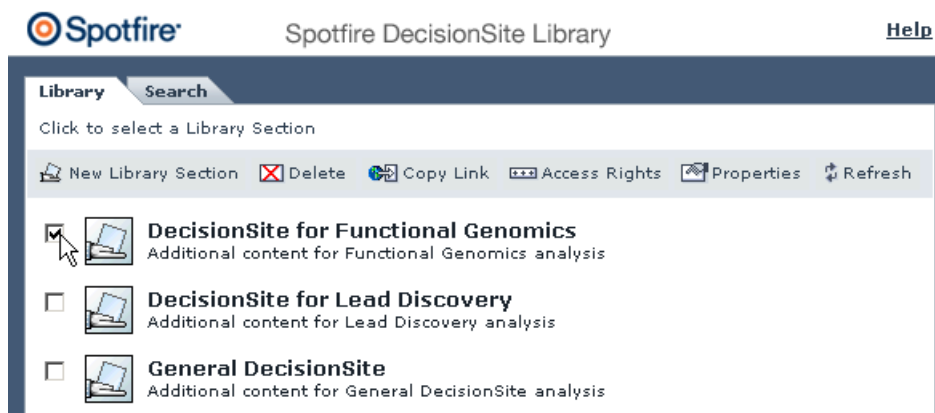 Spotfire Spotfire DecisionSite Library Help
Library Search
Click to select a Library Section
New Library Section Delete Copy Link Access Rights Properties Refresh
DecisionSite for Functional Genomics
Additional content for Functional Genomics analysis
DecisionSite for Lead Discovery
Additional content for Lead Discovery analysis
General DecisionSite
Additional content for General DecisionSite analysis